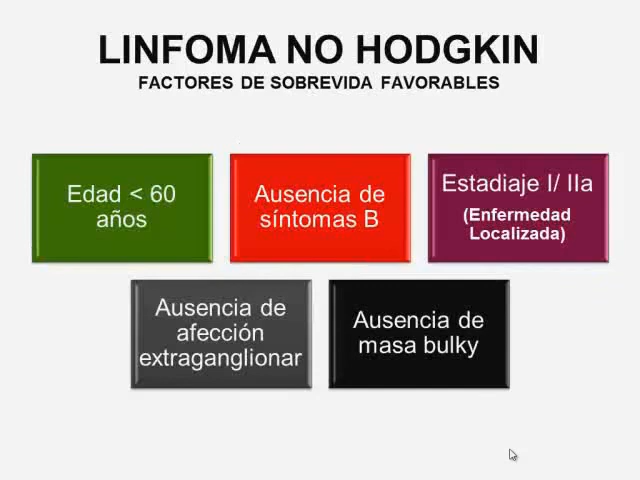 LINFOMA NO HODGKIN
FACTORES DE SOBREVIDA FAVORABLES
Edad < 60
años
Ausencia de
síntomas B
Estadiaje I/ IIa
(Enfermedad
Localizada)
Ausencia de
afección
extraganglionar
Ausencia de
masa bulky